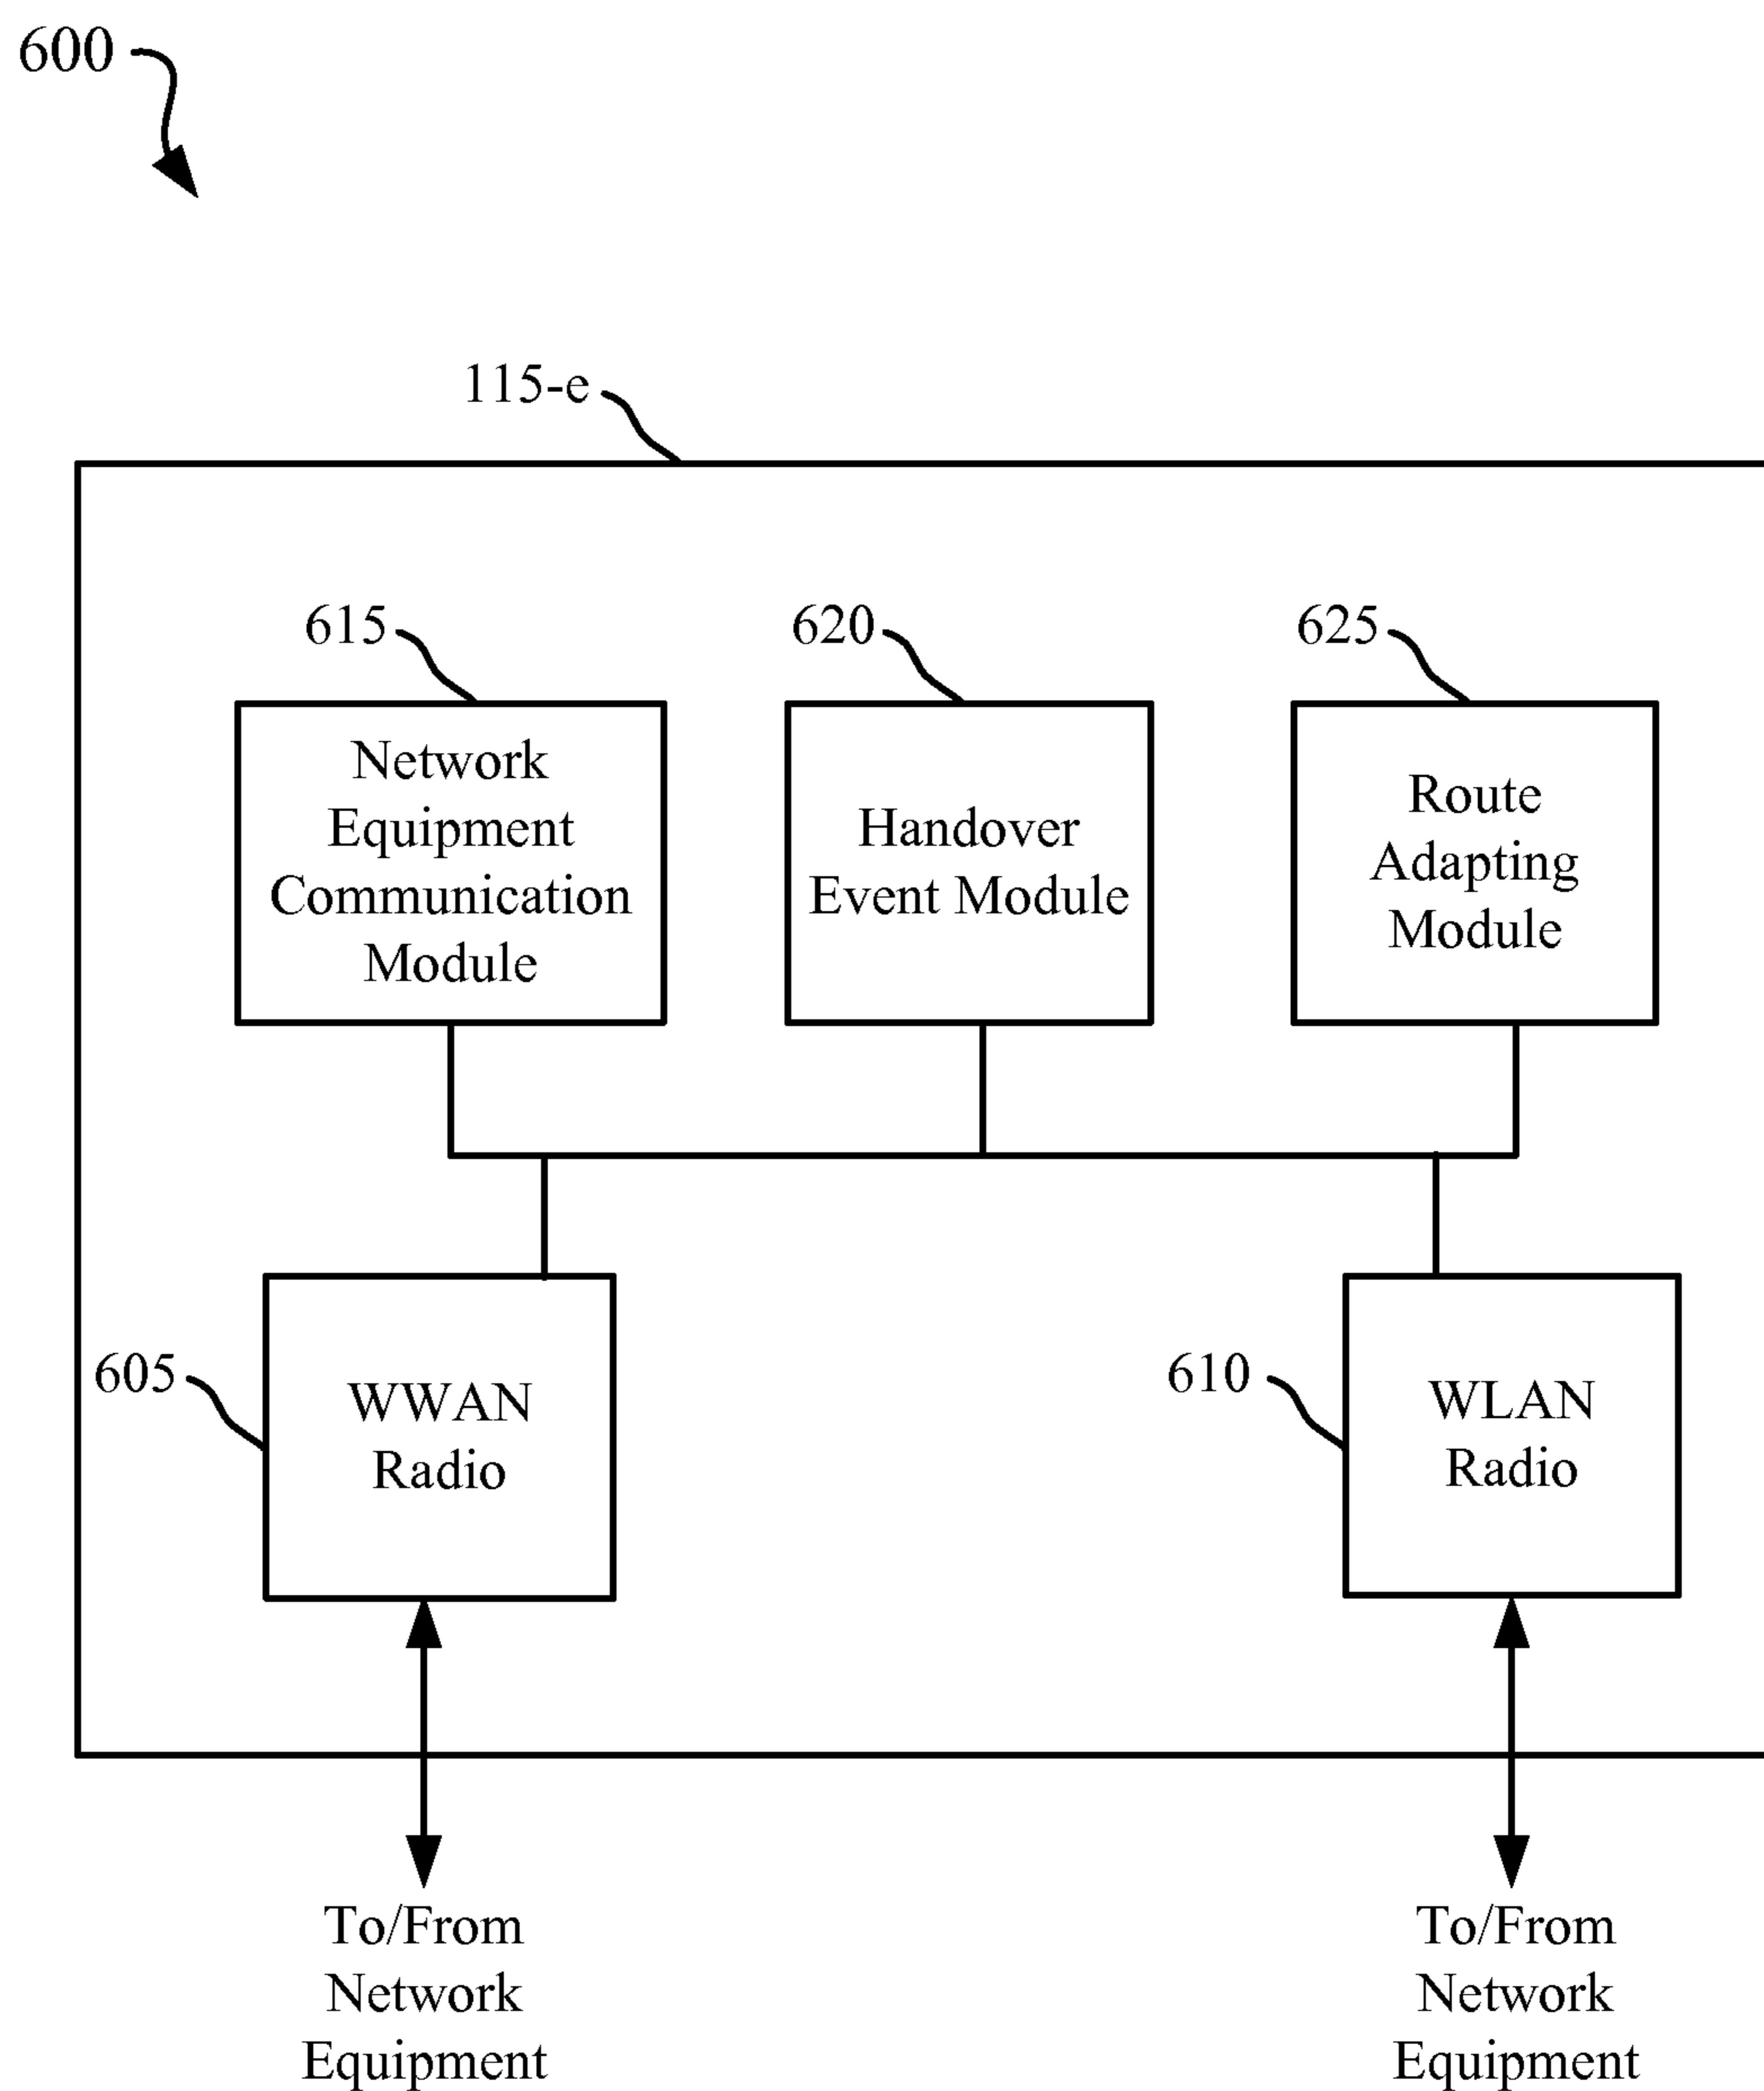 600
115-e
615
620
625
Network
Equipment
Communication
Module
Handover
Event Module
Route
Adapting
Module
605
WWAN
Radio
610
WLAN
Radio
To/From
Network
Equipment
To/From
Network
Equipment